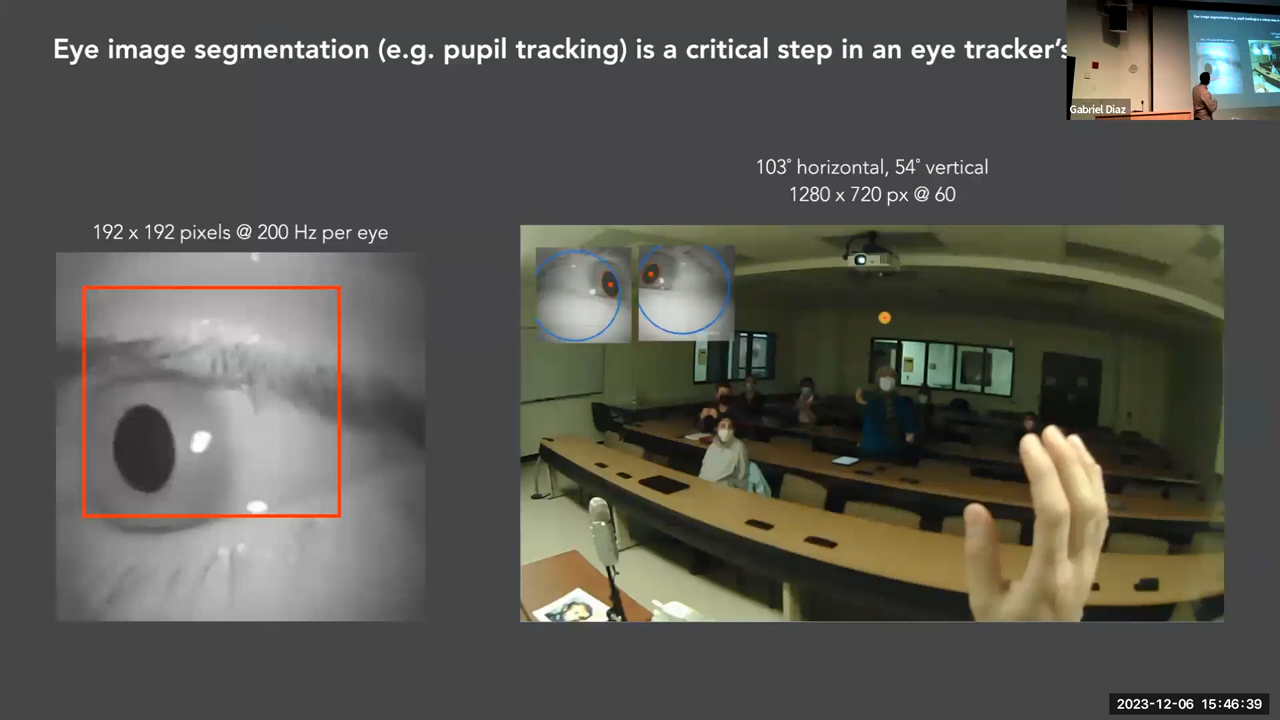 Eye image segmentation (e.g. pupil tracking) is a critical step in an eye tracker's
Gabriel Diaz
103° horizontal, 54° vertical
1280 x 720 px @ 60
192 x 192 pixels @ 200 Hz per eye
2023-12-06 15:46:39